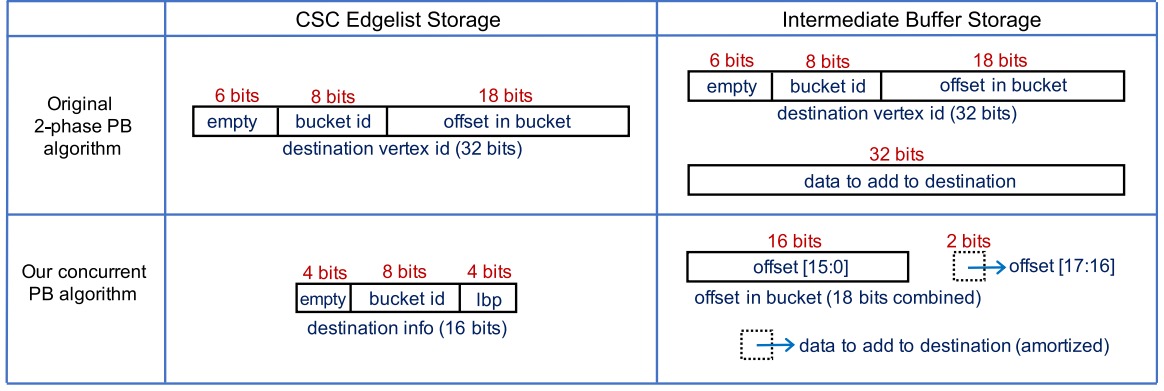 CSC Edgelist Storage
Intermediate Buffer Storage
Original
2-phase PB
algorithm
6 bits 8 bits 18 bits
empty bucket id offset in bucket
destination vertex id (32 bits)
6 bits 8 bits 18 bits
empty bucket id offset in bucket
destination vertex id (32 bits)
32 bits
data to add to destination
Our concurrent
PB algorithm
4 bits 8 bits 4 bits
empty bucket id lbp
destination info (16 bits)
16 bits 2 bits
offset [15:0] offset [17:16]
offset in bucket (18 bits combined)
data to add to destination (amortized)